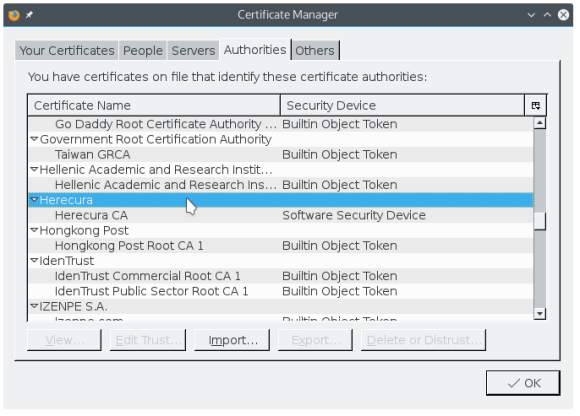 Certificate Manager
Your Certificates People Servers Authorities Others
You have certificates on file that identify these certificate authorities:
Certificate Name Security Device
Go Daddy Root Certificate Authority ... Builtin Object Token
Government Root Certification Authority
Taiwan GRCA Builtin Object Token
Hellenic Academic and Research Instit...
Hellenic Academic and Research Ins... Builtin Object Token
Herecura
Herecura CA Software Security Device
Hongkong Post
Hongkong Post Root CA 1 Builtin Object Token
IdenTrust
IdenTrust Commercial Root CA 1 Builtin Object Token
IdenTrust Public Sector Root CA 1 Builtin Object Token
IZENPE S.A.
Izenpe.com Builtin Object Token
View... Edit Trust... Import... Export... Delete or Distrust...
OK